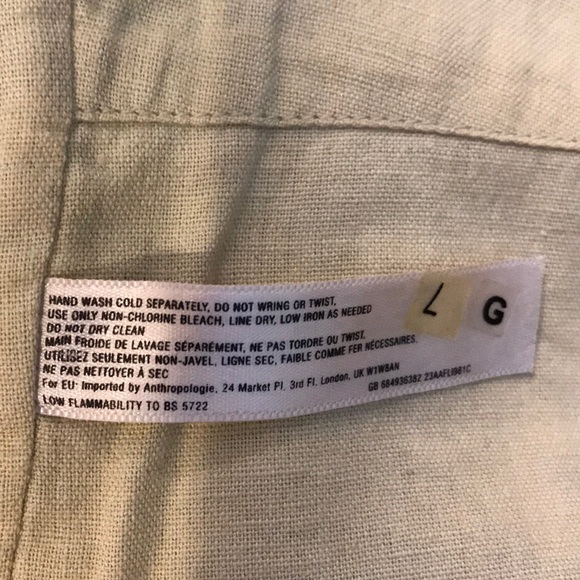 HAND WASH COLD SEPARATELY, DO NOT WRING OR TWIST,
USE ONLY NON-CHLORINE BLEACH, LINE DRY, LOW IRON AS NEEDED
DO NOT DRY CLEAN
MAIN FROIDE DE LAVAGE SÉPARÉMENT, NE PAS TORDRE OU TWIST,
UTILISEZ SEULEMENT NON-JAVEL, LIGNE SEC, FAIBLE COMME FER NÉCESSAIRES.
NE PAS NETTOYER À SEC
For EU: Imported by Anthropologie, 24 Market Pl. 3rd Fl. London, UK W1W8AN
GB 684936382
LOW FLAMMABILITY TO BS 5722
L
G